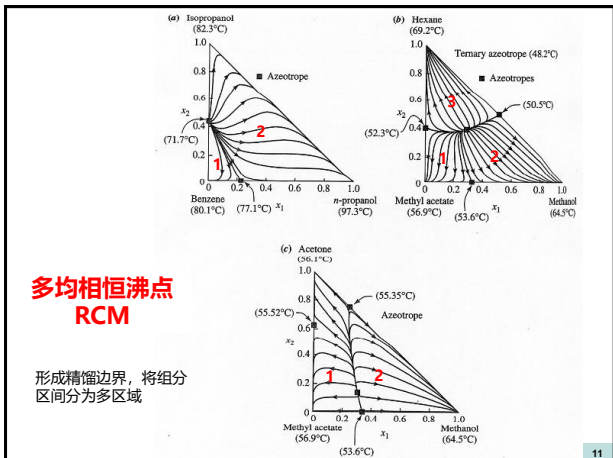 (a) Isopropanol
(82.3°C)
1.0
0.8
0.6
x2
0.4
(71.7°C)
0.2
0
Azeotrope
1
2
0
0.2
0.4
0.6
0.8
1.0
Benzene
(80.1°C)
(77.1°C)
x1
n-propanol
(97.3°C)
(b) Hexane
(69.2°C)
1.0
0.8
0.6
x2
0.4
(52.3°C)
0.2
0
Ternary azeotrope (48.2°C)
Azeotropes
(50.5°C)
3
1
2
0
0.2
0.4
0.6
0.8
1.0
Methyl acetate
(56.9°C)
(53.6°C)
x1
Methanol
(64.5°C)
(c) Acetone
(56.1°C)
1.0
0.8
(55.52°C)
0.6
x2
0.4
0.2
0
(55.35°C)
Azeotrope
1
2
0
0.2
0.4
0.6
0.8
1.0
Methyl acetate
(56.9°C)
(53.6°C)
x1
Methanol
(64.5°C)
多均相恒沸点
RCM
形成精馏边界，将组分
区间分为多区域
11